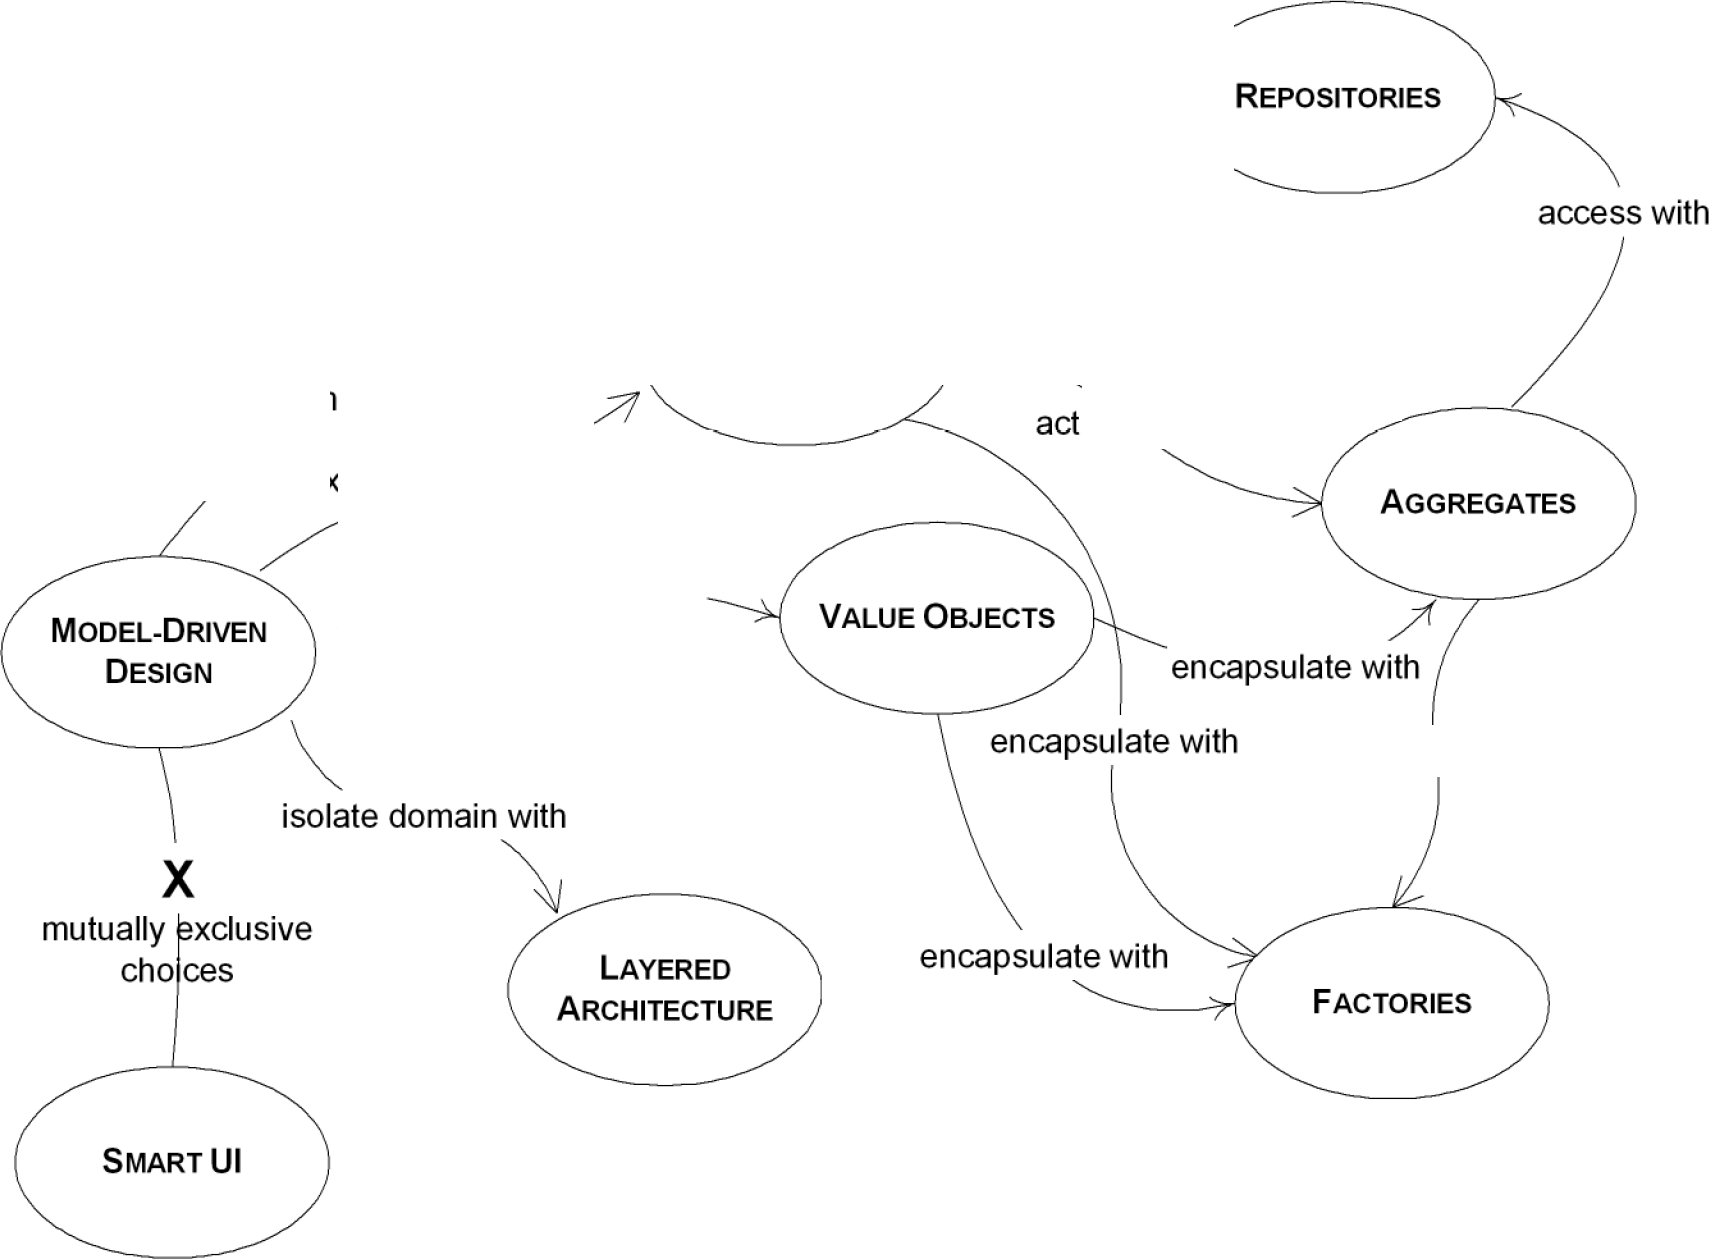 REPOSITORIES
access with
act
AGGREGATES
VALUE OBJECTS
MODEL-DRIVEN
DESIGN
encapsulate with
encapsulate with
isolate domain with
X
mutually exclusive
choices
encapsulate with
LAYERED
ARCHITECTURE
FACTORIES
SMART UI